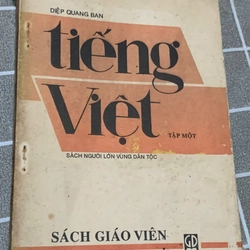 DIỆP QUANG BAN
tiếng
Việt
TẬP MỘT
SÁCH NGƯỜI LỚN VÙNG DÂN TỘC
SÁCH GIÁO VIÊN